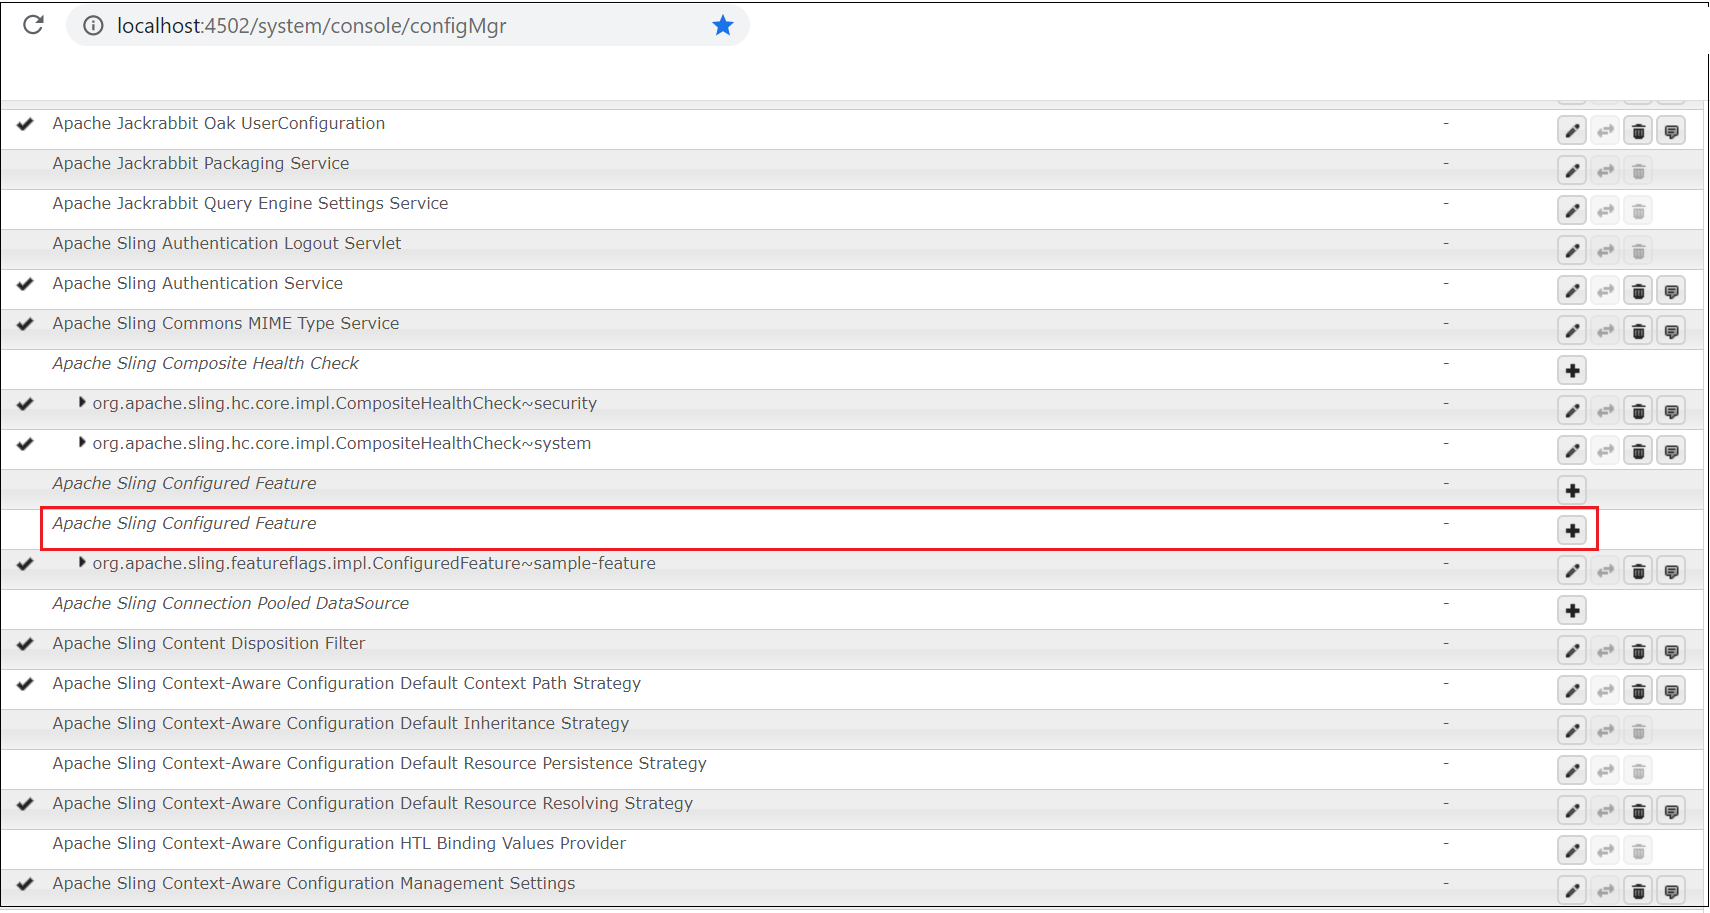 localhost:4502/system/console/configMgr
Apache Jackrabbit Oak UserConfiguration -
Apache Jackrabbit Packaging Service -
Apache Jackrabbit Query Engine Settings Service -
Apache Sling Authentication Logout Servlet -
Apache Sling Authentication Service -
Apache Sling Commons MIME Type Service -
Apache Sling Composite Health Check -
org.apache.sling.hc.core.impl.CompositeHealthCheck~security -
org.apache.sling.hc.core.impl.CompositeHealthCheck~system -
Apache Sling Configured Feature -
Apache Sling Configured Feature -
org.apache.sling.featureflags.impl.ConfiguredFeature~sample-feature -
Apache Sling Connection Pooled DataSource -
Apache Sling Content Disposition Filter -
Apache Sling Context-Aware Configuration Default Context Path Strategy -
Apache Sling Context-Aware Configuration Default Inheritance Strategy -
Apache Sling Context-Aware Configuration Default Resource Persistence Strategy -
Apache Sling Context-Aware Configuration Default Resource Resolving Strategy -
Apache Sling Context-Aware Configuration HTL Binding Values Provider -
Apache Sling Context-Aware Configuration Management Settings -